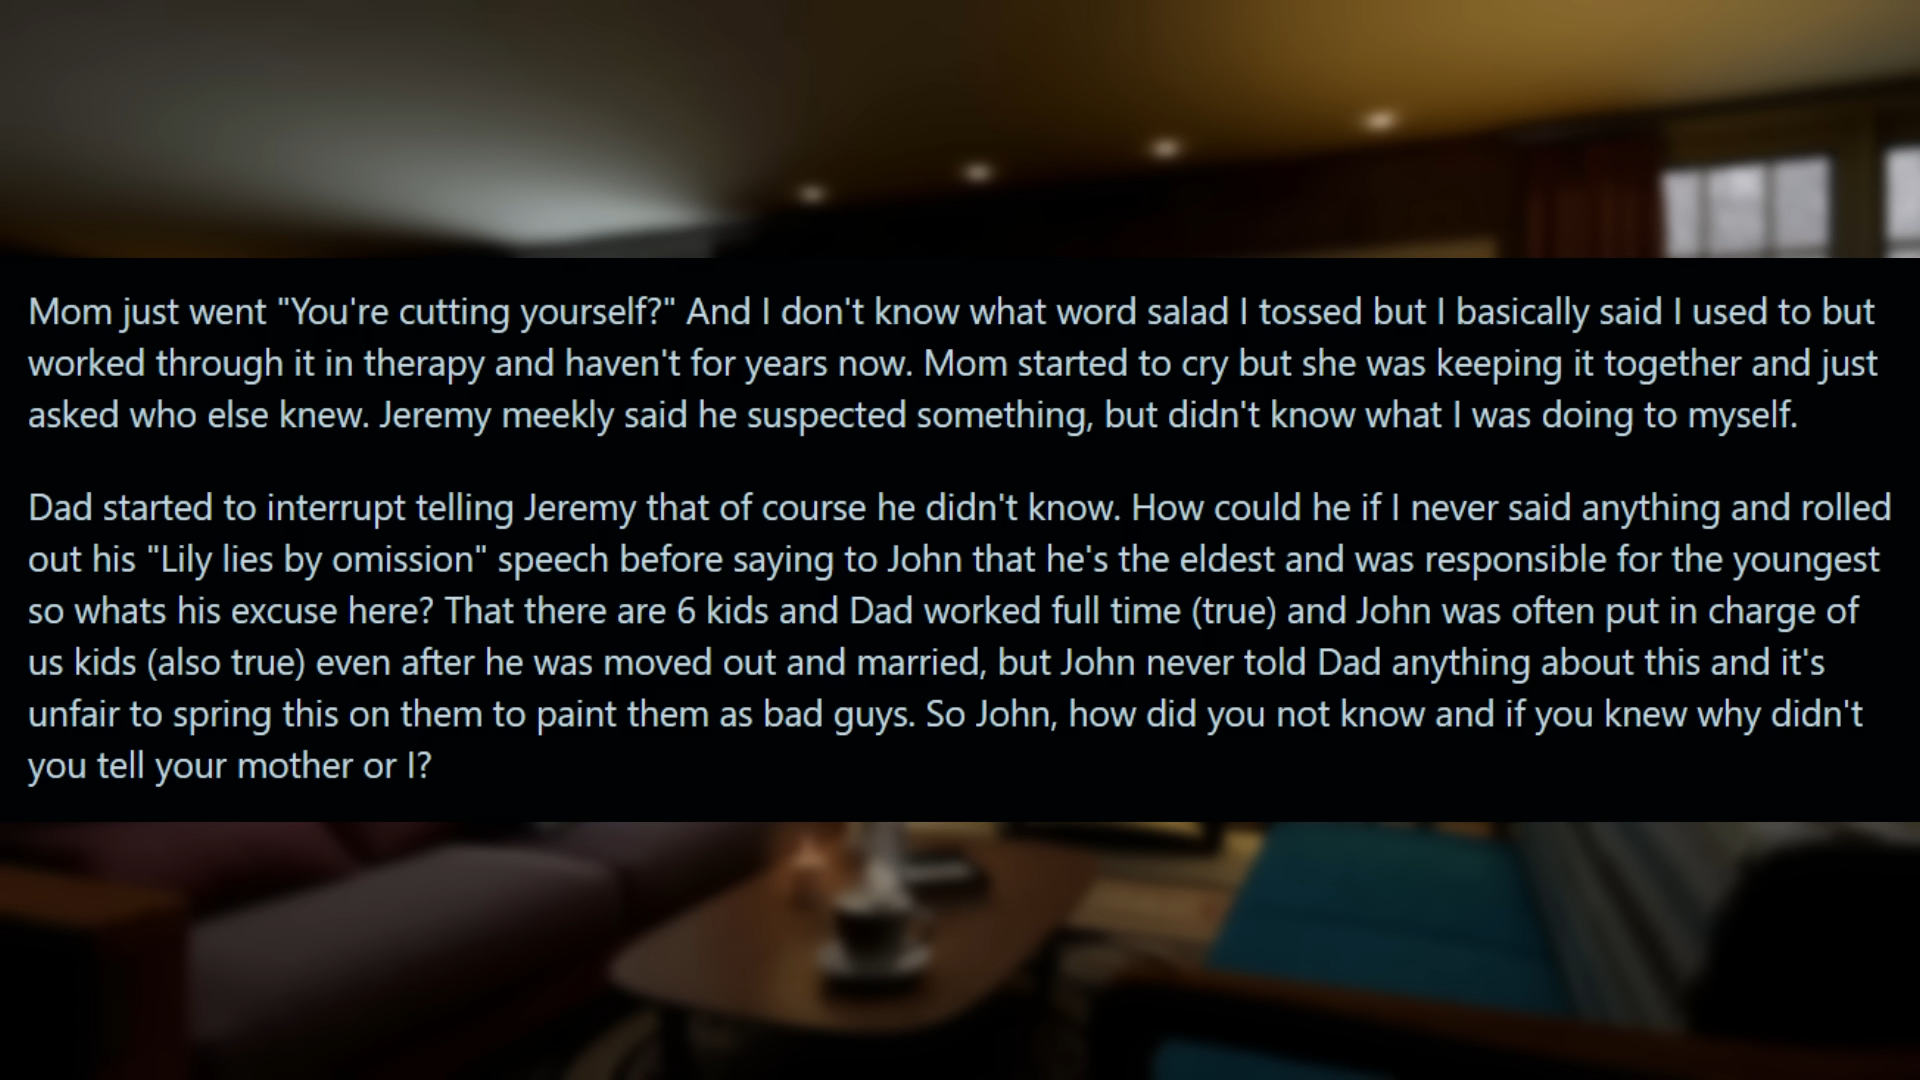 Mom just went "You're cutting yourself?" And I don't know what word salad I tossed but I basically said I used to but
worked through it in therapy and haven't for years now. Mom started to cry but she was keeping it together and just
asked who else knew. Jeremy meekly said he suspected something, but didn't know what I was doing to myself.
Dad started to interrupt telling Jeremy that of course he didn't know. How could he if I never said anything and rolled
out his "Lily lies by omission" speech before saying to John that he's the eldest and was responsible for the youngest
so whats his excuse here? That there are 6 kids and Dad worked full time (true) and John was often put in charge of
us kids (also true) even after he was moved out and married, but John never told Dad anything about this and it's
unfair to spring this on them to paint them as bad guys. So John, how did you not know and if you knew why didn't
you tell your mother or I?